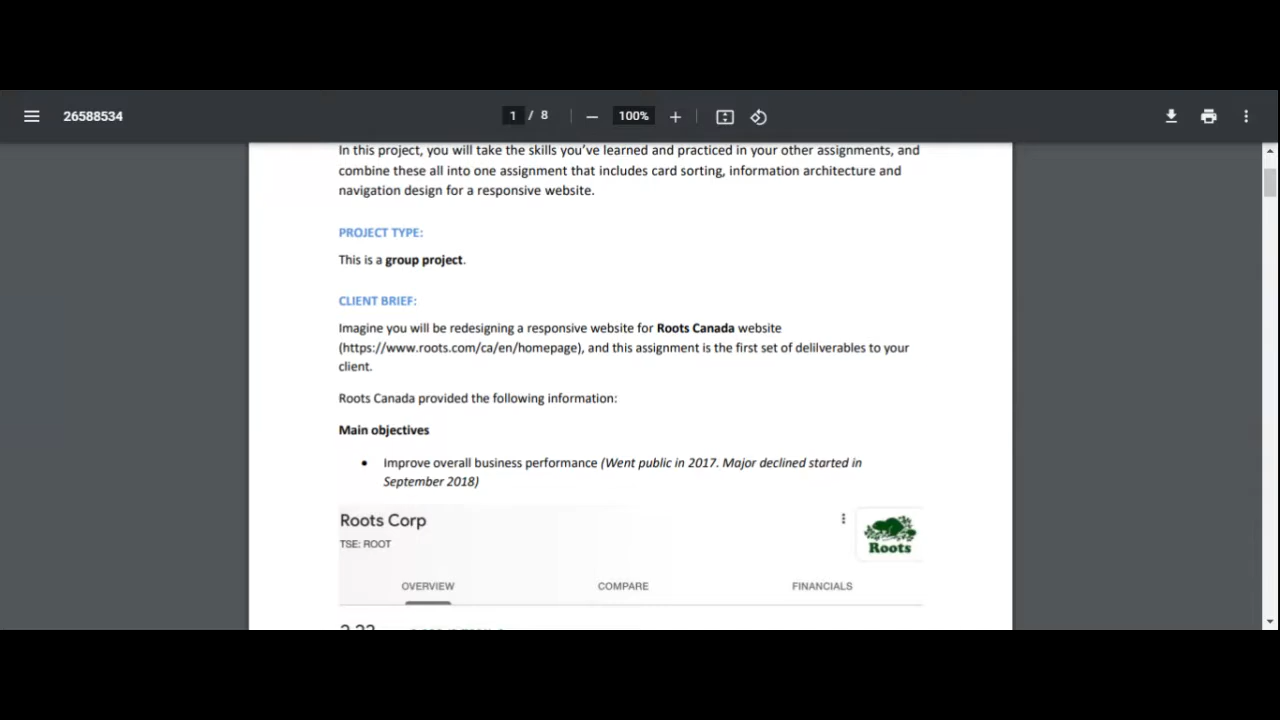 26588534
1 / 8
100%
In this project, you will take the skills you've learned and practiced in your other assignments, and
combine these all into one assignment that includes card sorting, information architecture and
navigation design for a responsive website.
PROJECT TYPE:
This is a group project.
CLIENT BRIEF:
Imagine you will be redesigning a responsive website for Roots Canada website
(https://www.roots.com/ca/en/homepage), and this assignment is the first set of delilverables to your
client.
Roots Canada provided the following information:
Main objectives
• Improve overall business performance (Went public in 2017. Major declined started in
September 2018)
Roots Corp
TSE: ROOT
Roots
OVERVIEW COMPARE FINANCIALS